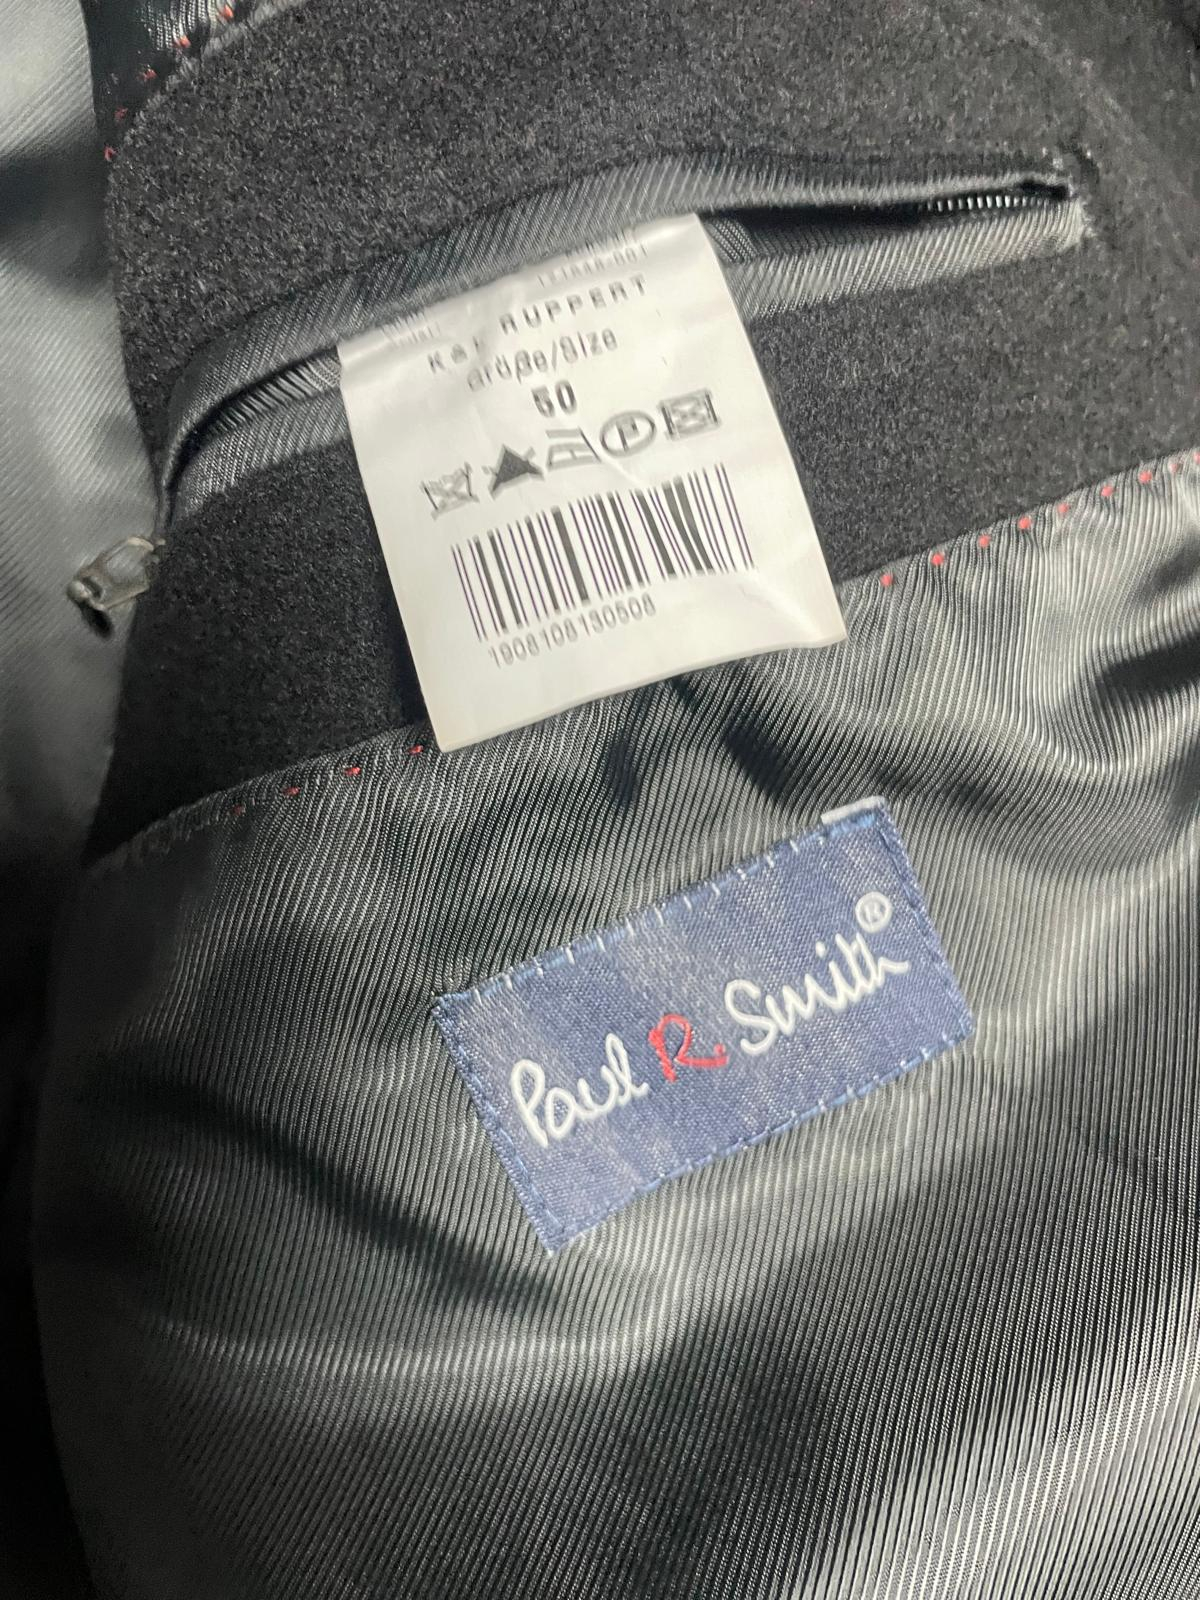 K&L RUPPERT
Größe/Size
50
1908108130508
Paul R. Smith®